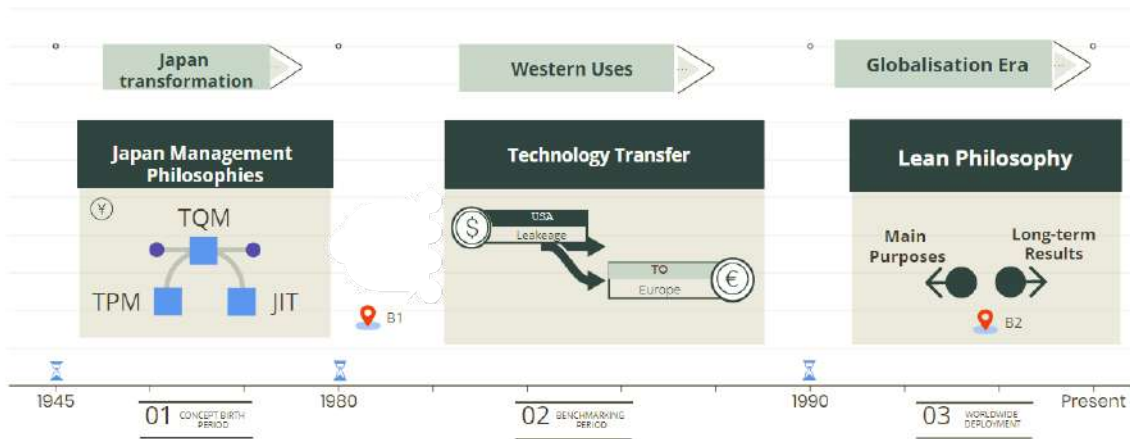 Japan
transformation
Western Uses
Globalisation Era
Japan Management
Philosophies
Technology Transfer
Lean Philosophy
¥
TQM
TPM
JIT
B1
$
USA
Leakeage
TO
Europe
€
Main
Purposes
Long-term
Results
B2
1945
1980
1990
Present
01
CONCEPT BIRTH
PERIOD
02
BENCHMARKING
PERIOD
03
WORLDWIDE
DEPLOYMENT